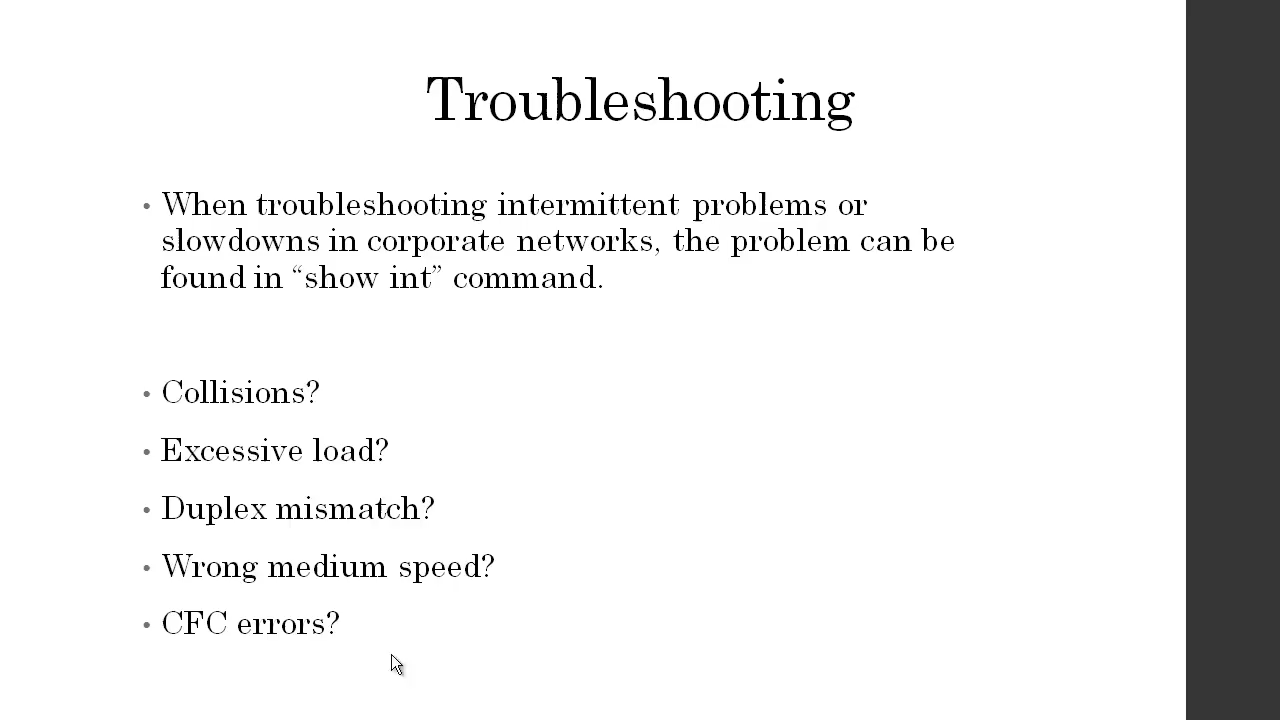 Troubleshooting
• When troubleshooting intermittent problems or
slowdowns in corporate networks, the problem can be
found in “show int” command.
• Collisions?
• Excessive load?
• Duplex mismatch?
• Wrong medium speed?
• CFC errors?